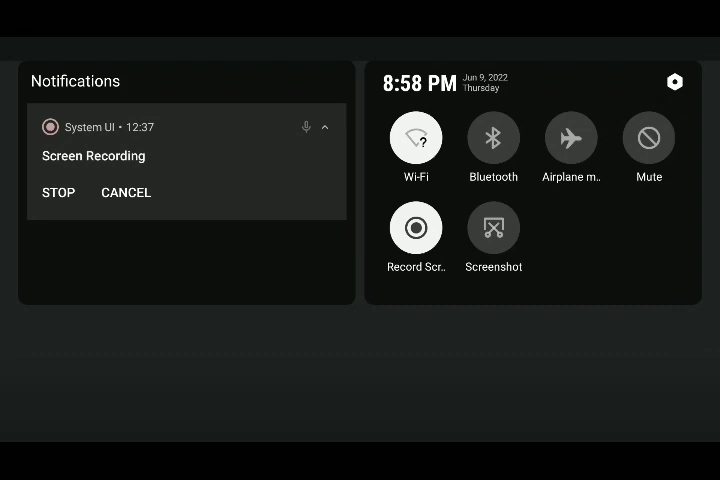 Notifications
System UI • 12:37
Screen Recording
STOP CANCEL
8:58 PM Jun 9, 2022
Thursday
?
Wi-Fi Bluetooth Airplane m.. Mute
Record Scr.. Screenshot